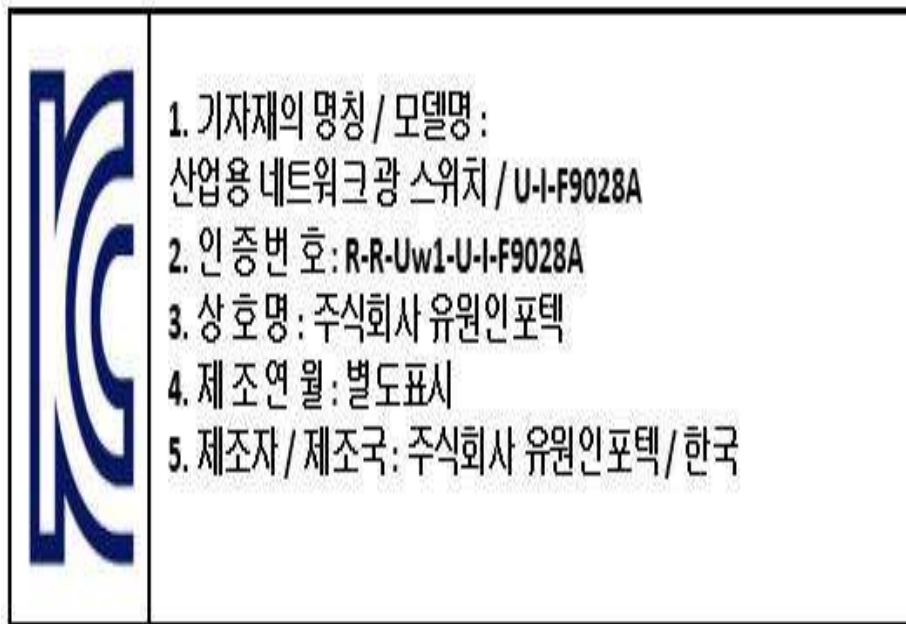 1. 기자재의 명칭 / 모델명 :
산업용 네트워크 광 스위치 / U-I-F9028A
2. 인 증 번 호 : R-R-Uw1-U-I-F9028A
3. 상 호 명 : 주식회사 유원인포텍
4. 제 조 연 월 : 별도표시
5. 제조자 / 제조국 : 주식회사 유원인포텍 / 한국